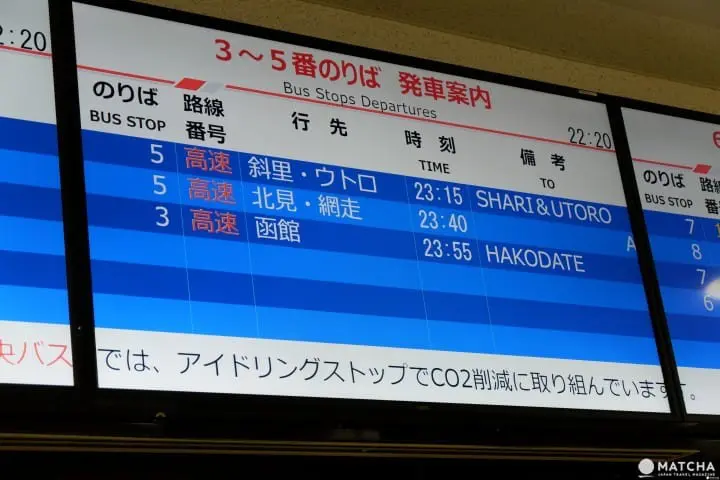 2:20
３～５番のりば 発車案内
Bus Stops Departures
22:20
のりば 路線番号 行先 時刻 備考
BUS STOP TIME TO
5 高速 斜里・ウトロ 23:15 SHARI&UTORO
5 高速 北見・網走 23:40 A
3 高速 函館 23:55 HAKODATE
央バス では、アイドリングストップでCO2削減に取り組んでいます。
のりば 路線
BUS STOP
7
8
7
6
MATCHA
JAPAN TRAVEL MAGAZINE